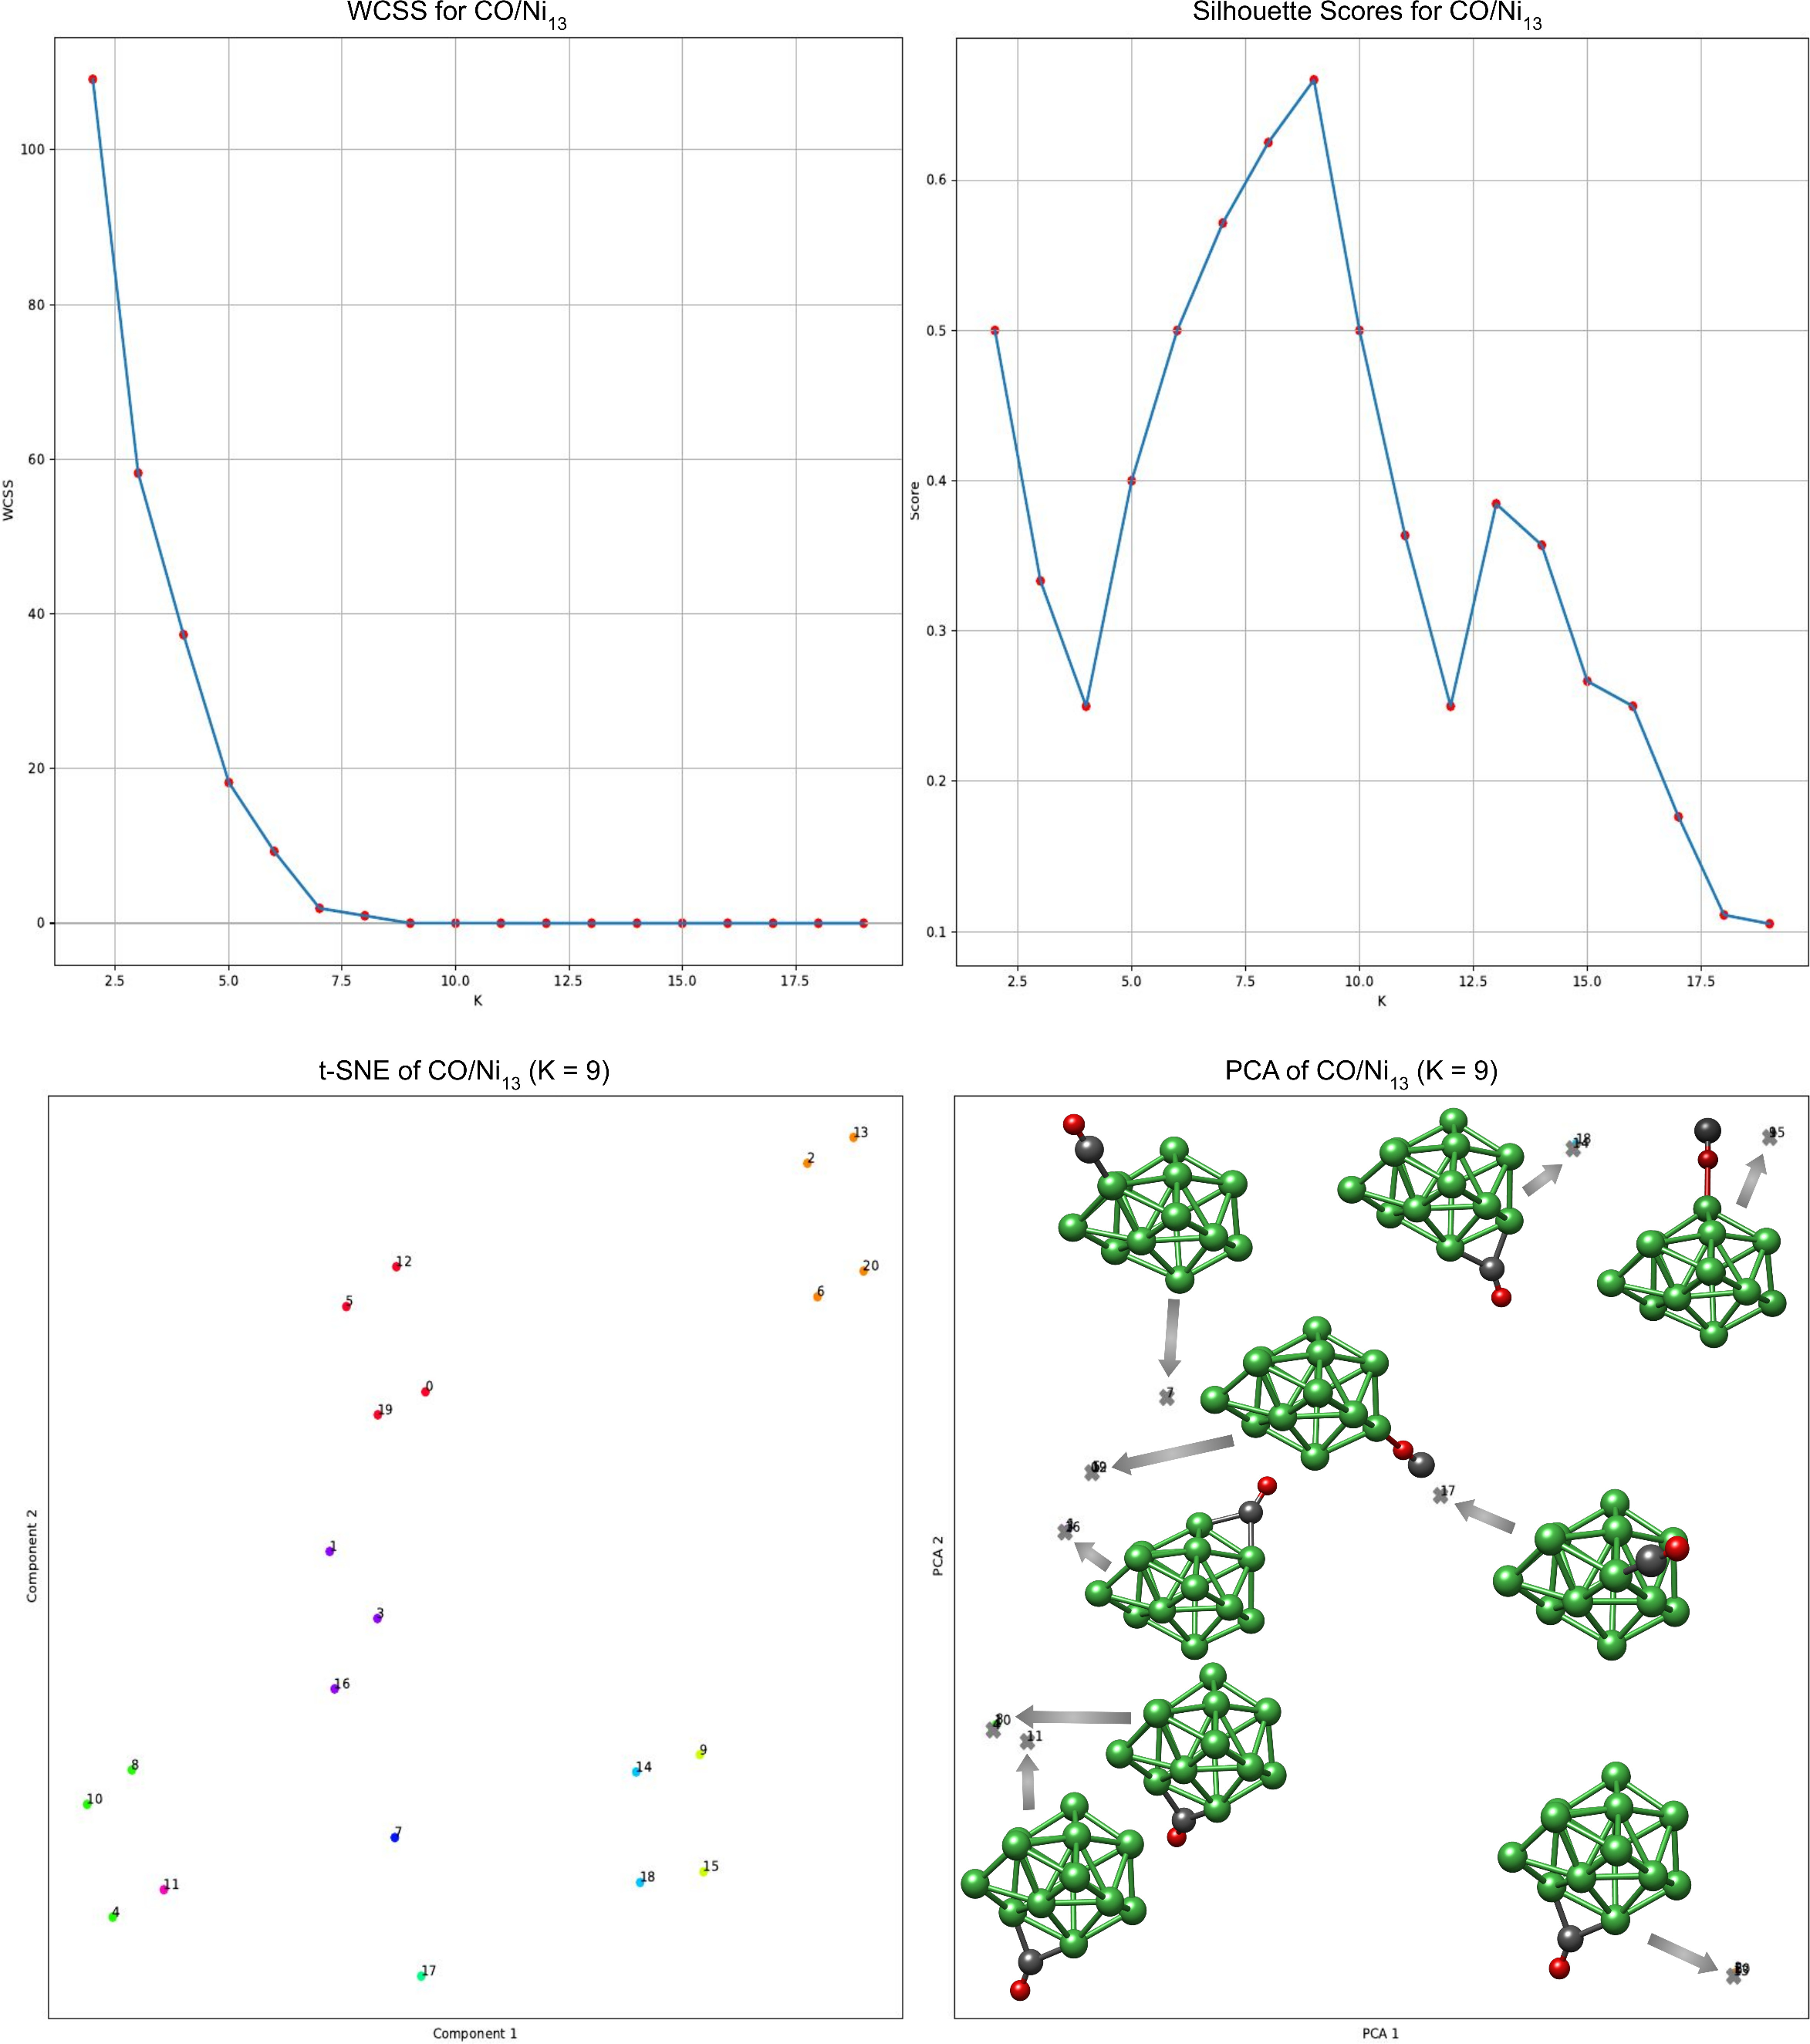 WCSS for CO/Ni13
100
80
60
40
20
0
WCSS
2.5 5.0 7.5 10.0 12.5 15.0 17.5
K
Silhouette Scores for CO/Ni13
0.6
0.5
0.4
0.3
0.2
0.1
Score
2.5 5.0 7.5 10.0 12.5 15.0 17.5
K
t-SNE of CO/Ni13 (K = 9)
13
2
12
20
6
5
0
19
1
3
16
9
8
14
10
7
15
18
11
4
17
Component 2
Component 1
PCA of CO/Ni13 (K = 9)
18
15
7
17
11
PCA 2
PCA 1